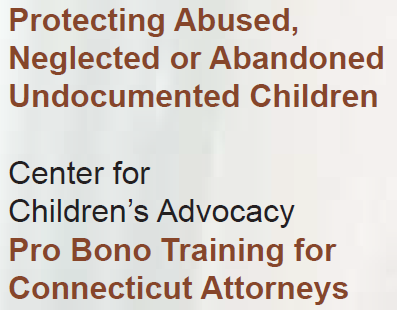 Protecting Abused,
Neglected or Abandoned
Undocumented Children
Center for
Children's Advocacy
Pro Bono Training for
Connecticut Attorneys